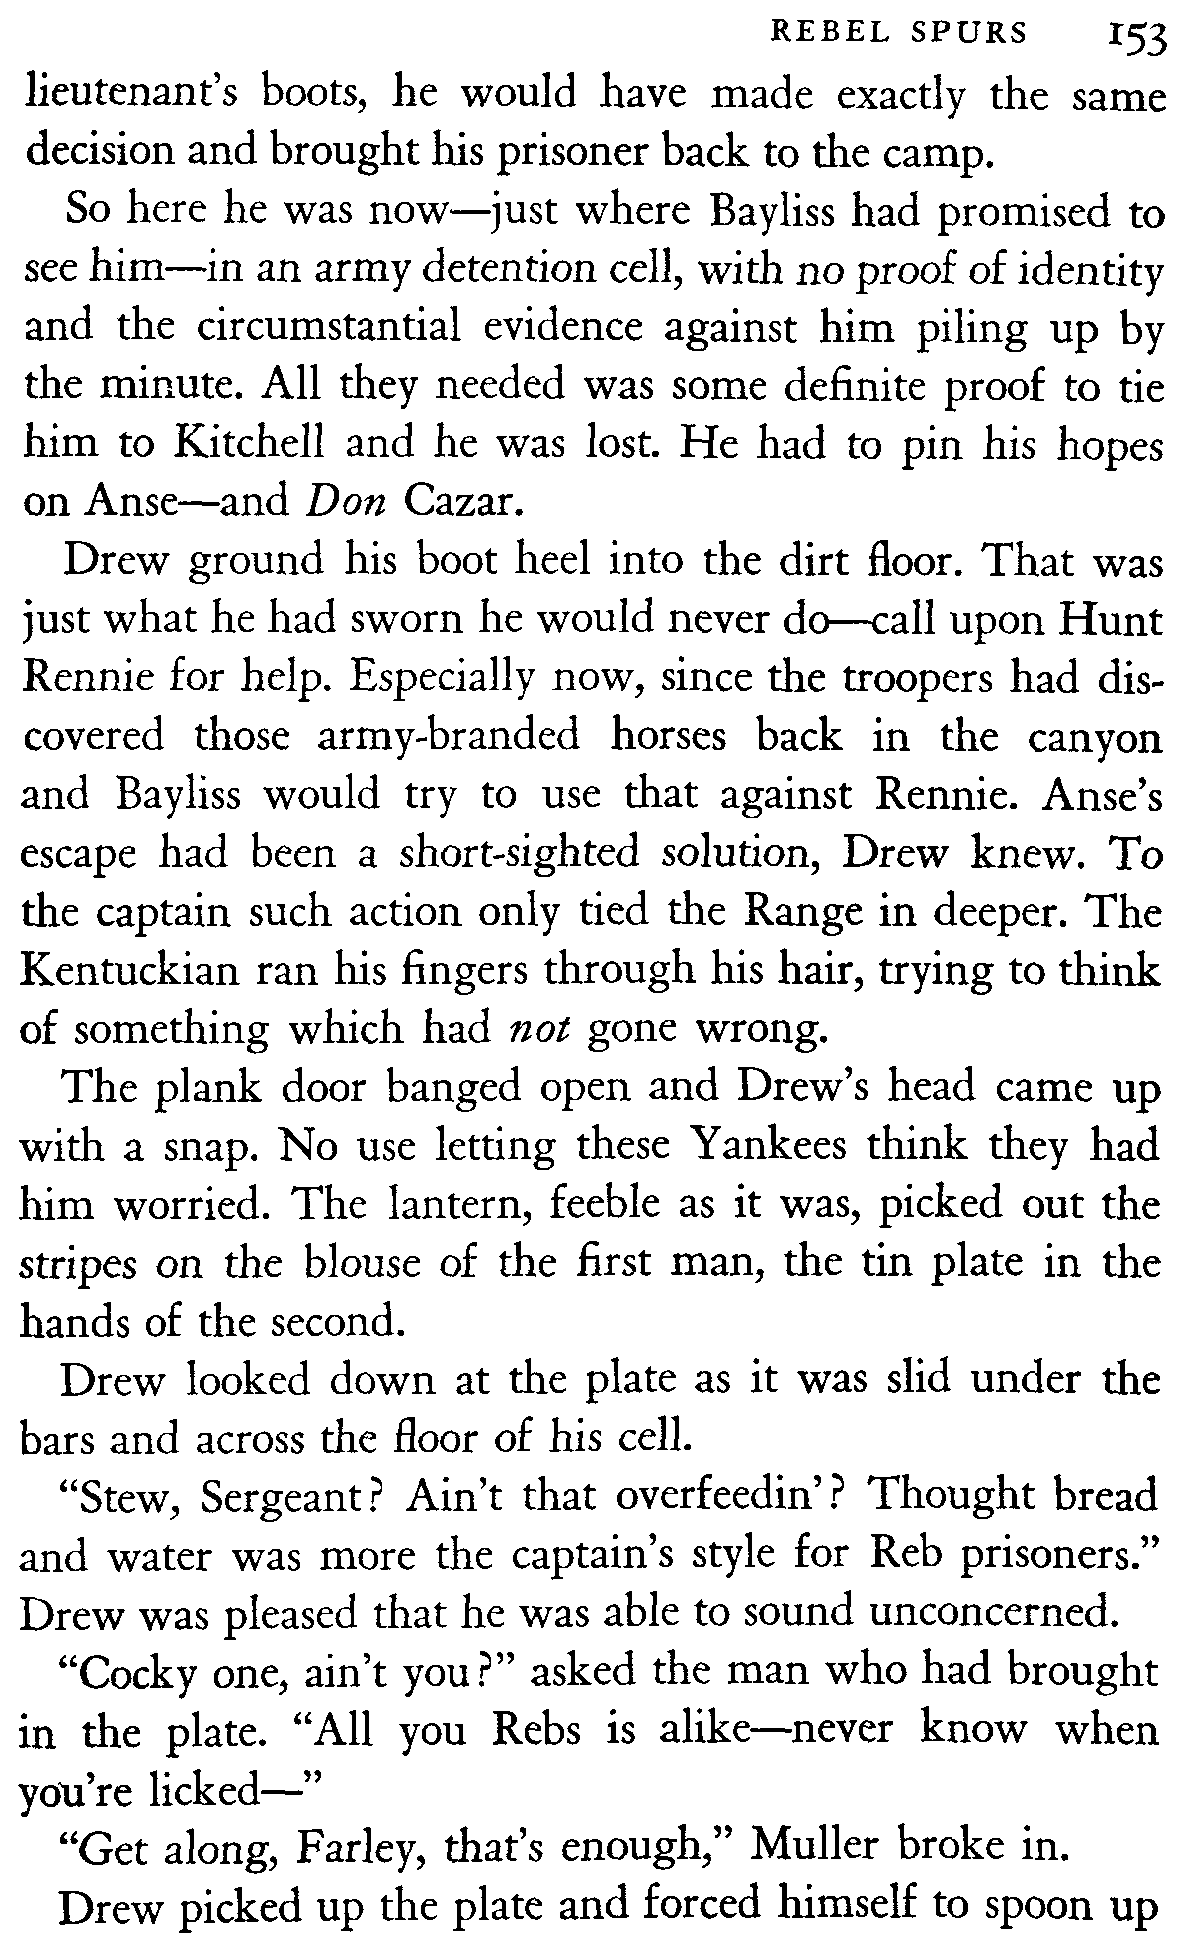 REBEL SPURS 153
lieutenant's boots, he would have made exactly the same
decision and brought his prisoner back to the camp.
So here he was now—just where Bayliss had promised to
see him—in an army detention cell, with no proof of identity
and the circumstantial evidence against him piling up by
the minute. All they needed was some definite proof to tie
him to Kitchell and he was lost. He had to pin his hopes
on Anse—and Don Cazar.
Drew ground his boot heel into the dirt floor. That was
just what he had sworn he would never do—call upon Hunt
Rennie for help. Especially now, since the troopers had dis-
covered those army-branded horses back in the canyon
and Bayliss would try to use that against Rennie. Anse's
escape had been a short-sighted solution, Drew knew. To
the captain such action only tied the Range in deeper. The
Kentuckian ran his fingers through his hair, trying to think
of something which had not gone wrong.
The plank door banged open and Drew's head came up
with a snap. No use letting these Yankees think they had
him worried. The lantern, feeble as it was, picked out the
stripes on the blouse of the first man, the tin plate in the
hands of the second.
Drew looked down at the plate as it was slid under the
bars and across the floor of his cell.
“Stew, Sergeant? Ain't that overfeedin'? Thought bread
and water was more the captain's style for Reb prisoners.”
Drew was pleased that he was able to sound unconcerned.
“Cocky one, ain't you?” asked the man who had brought
in the plate. “All you Rebs is alike—never know when
you're licked—”
“Get along, Farley, that's enough,” Muller broke in.
Drew picked up the plate and forced himself to spoon up